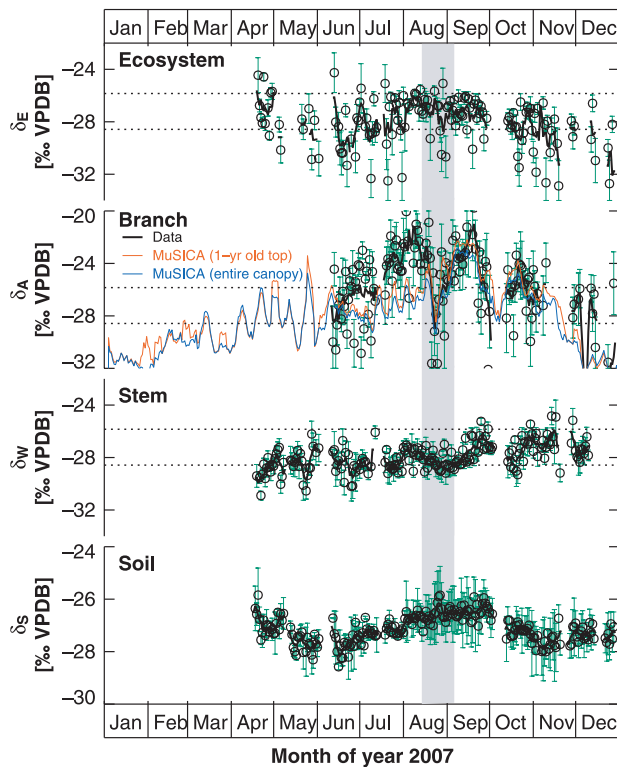 Jan Feb Mar Apr May Jun Jul Aug Sep Oct Nov Dec
Ecosystem
−24
−28
−32
δE
[‰ VPDB]
Branch
Data
MuSICA (1−yr old top)
MuSICA (entire canopy)
−20
−24
−28
−32
δA
[‰ VPDB]
Stem
−24
−28
−32
δW
[‰ VPDB]
Soil
−26
−26
−27
−28
−30
δS
[‰ VPDB]
Jan Feb Mar Apr May Jun Jul Aug Sep Oct Nov Dec
Month of year 2007